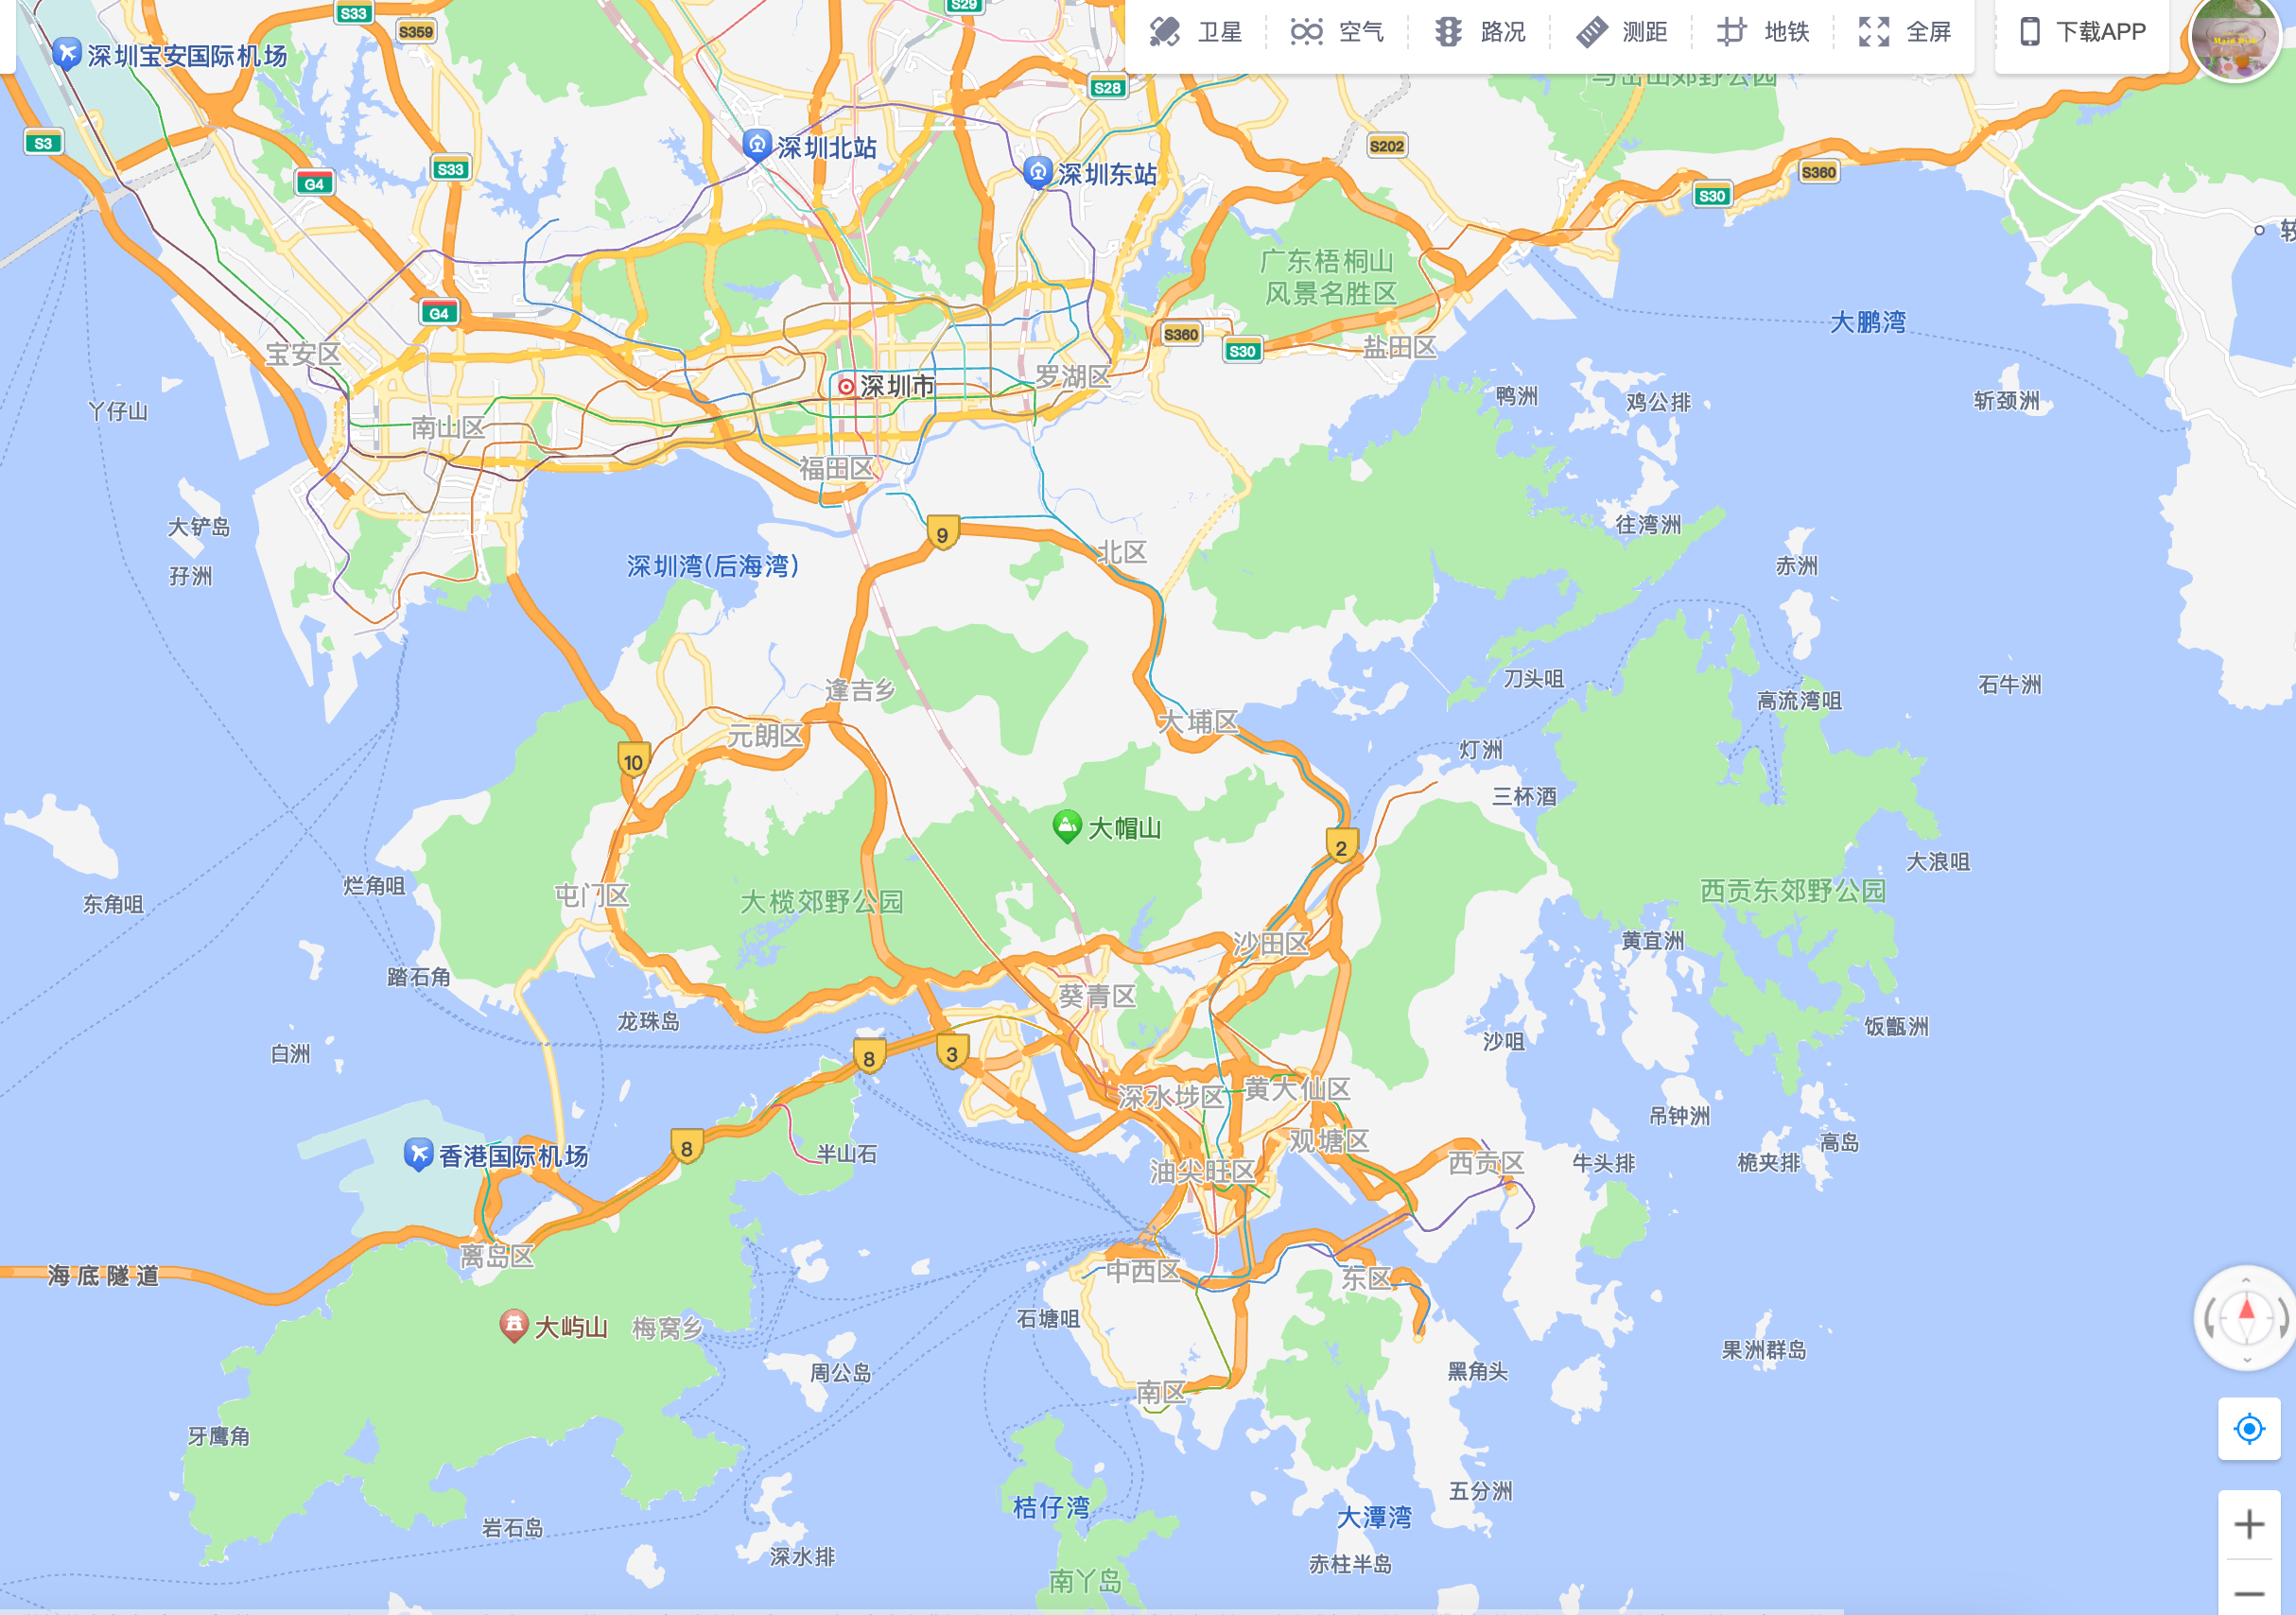 S33
S29
卫星
空气
路况
测距
地铁
全屏
下载APP
S359
深圳宝安国际机场
S28
S3
深圳北站
S202
S33
G4
深圳东站
S360
S30
广东梧桐山
风景名胜区
G4
大鹏湾
S360
S30
盐田区
宝安区
深圳市
罗湖区
鸭洲
鸡公排
斩颈洲
丫仔山
南山区
福田区
大铲岛
往湾洲
9
北区
深圳湾(后海湾)
孖洲
赤洲
刀头咀
石牛洲
逢吉乡
高流湾咀
大埔区
元朗区
灯洲
10
三杯酒
大帽山
2
大浪咀
烂角咀
屯门区
西贡东郊野公园
东角咀
大榄郊野公园
沙田区
黄宜洲
踏石角
葵青区
龙珠岛
饭甑洲
白洲
8
3
沙咀
深水埗区
黄大仙区
吊钟洲
香港国际机场
8
半山石
观塘区
高岛
油尖旺区
西贡区
牛头排
桅夹排
离岛区
海底隧道
中西区
东区
石塘咀
大屿山
梅窝乡
果洲群岛
周公岛
黑角头
南区
牙鹰角
五分洲
桔仔湾
大潭湾
岩石岛
深水排
赤柱半岛
南丫岛